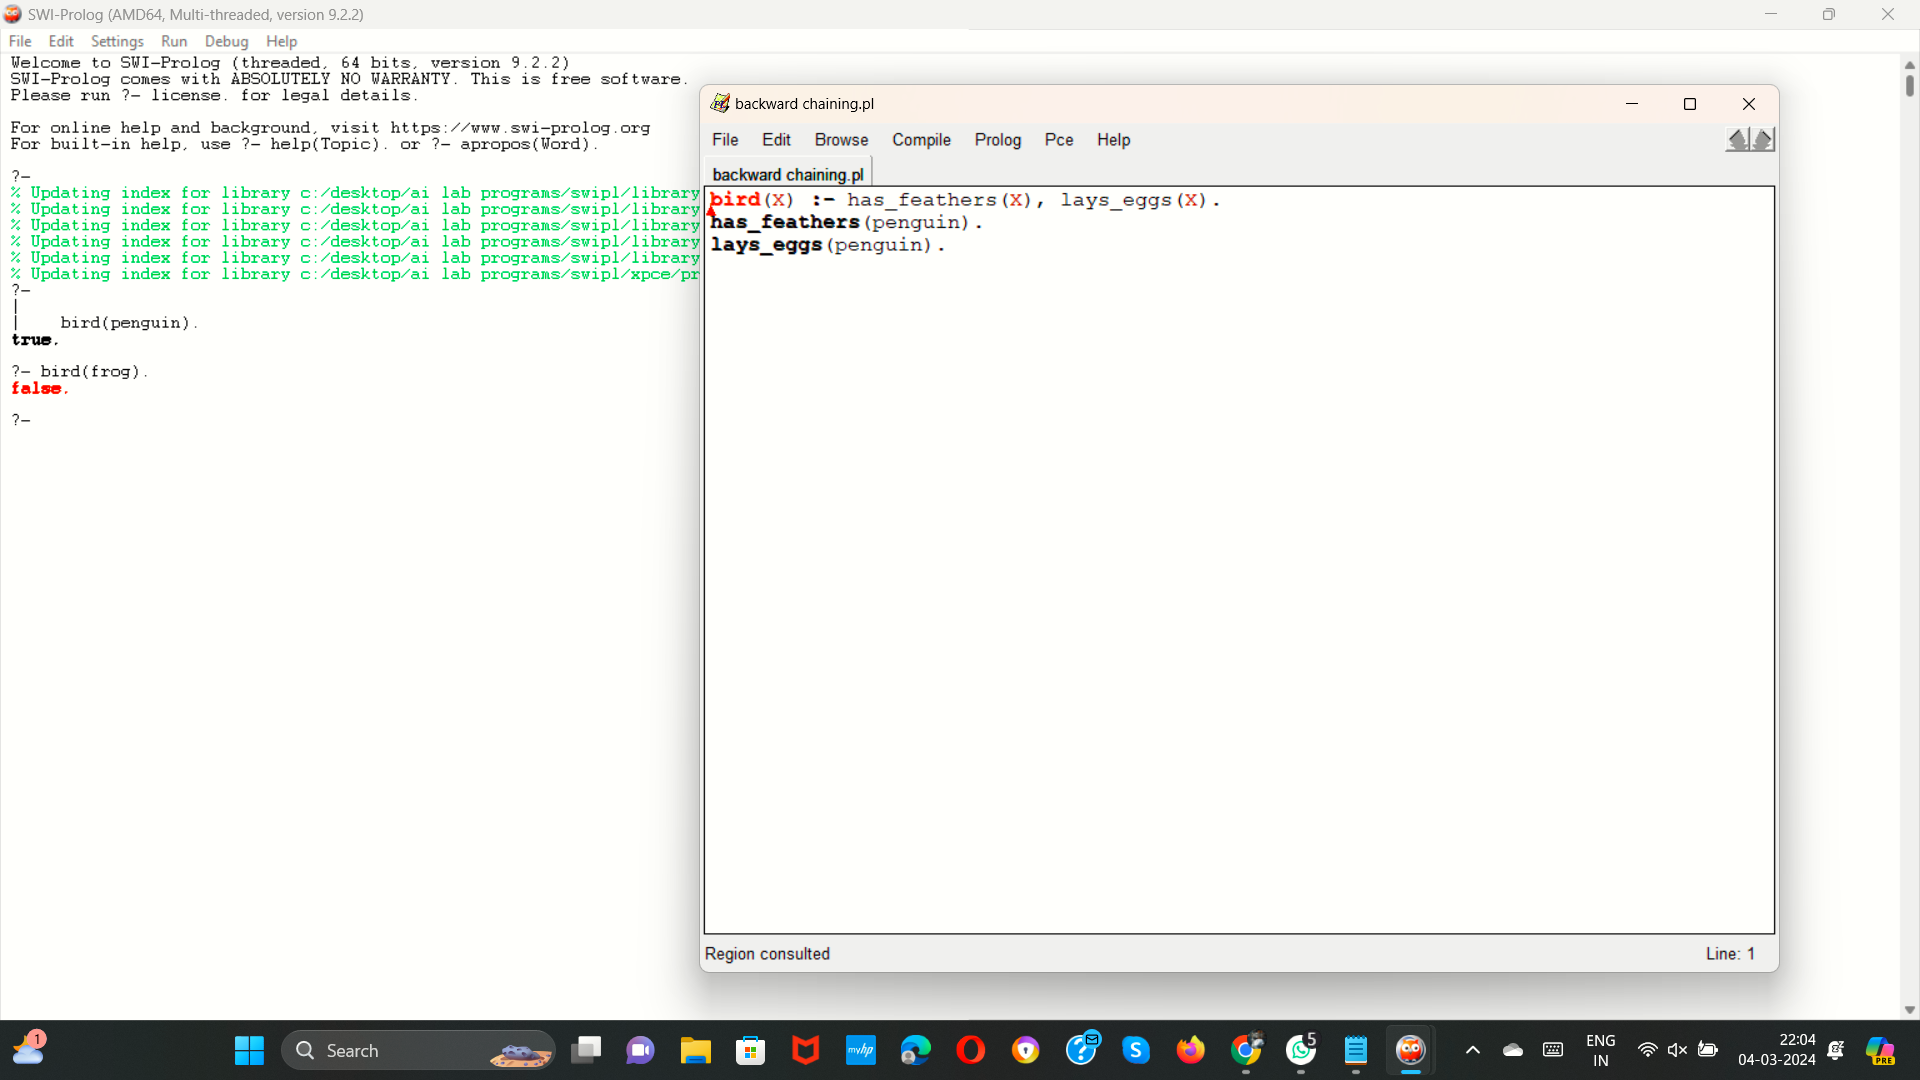 SWI-Prolog (AMD64, Multi-threaded, version 9.2.2)
File Edit Settings Run Debug Help
Welcome to SWI-Prolog (threaded, 64 bits, version 9.2.2)
SWI-Prolog comes with ABSOLUTELY NO WARRANTY. This is free software.
Please run ?- license. for legal details.
For online help and background, visit https://www.swi-prolog.org
For built-in help, use ?- help(Topic). or ?- apropos(Word).
?-
% Updating index for library c:/desktop/ai lab programs/swipl/library
% Updating index for library c:/desktop/ai lab programs/swipl/library
% Updating index for library c:/desktop/ai lab programs/swipl/library
% Updating index for library c:/desktop/ai lab programs/swipl/library
% Updating index for library c:/desktop/ai lab programs/swipl/library
% Updating index for library c:/desktop/ai lab programs/swipl/xpce/pr
?-
|
| bird(penguin).
true.
?- bird(frog).
false.
?-
backward chaining.pl
File Edit Browse Compile Prolog Pce Help
backward chaining.pl
bird(X) :- has_feathers(X), lays_eggs(X).
has_feathers(penguin).
lays_eggs(penguin).
Region consulted Line: 1
1 Search myhp 5 ENG 22:04 PRE
IN 04-03-2024